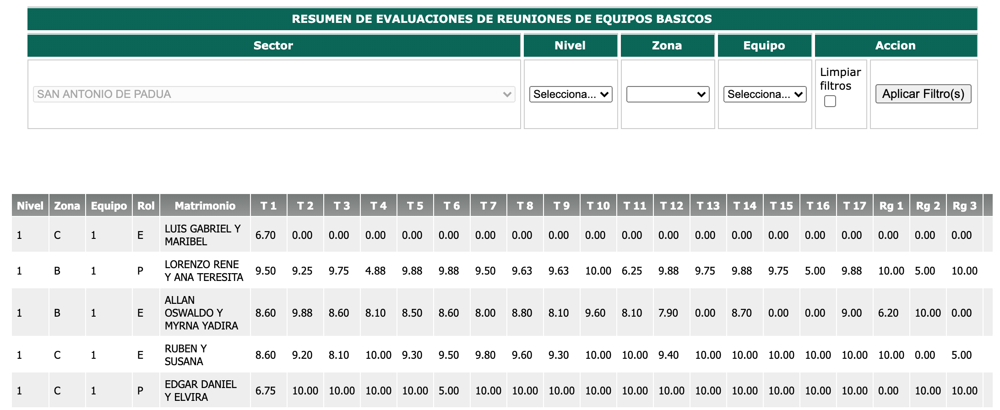 RESUMEN DE EVALUACIONES DE REUNIONES DE EQUIPOS BASICOS
Sector Nivel Zona Equipo Accion
SAN ANTONIO DE PADUA Selecciona... Selecciona... Limpiar filtros Aplicar Filtro(s)
Nivel Zona Equipo Rol Matrimonio T 1 T 2 T 3 T 4 T 5 T 6 T 7 T 8 T 9 T 10 T 11 T 12 T 13 T 14 T 15 T 16 T 17 Rg 1 Rg 2 Rg 3
1 C 1 E LUIS GABRIEL Y MARIBEL 6.70 0.00 0.00 0.00 0.00 0.00 0.00 0.00 0.00 0.00 0.00 0.00 0.00 0.00 0.00 0.00 0.00 0.00 0.00 0.00
1 B 1 P LORENZO RENE Y ANA TERESITA 9.50 9.25 9.75 4.88 9.88 9.88 9.50 9.63 9.63 10.00 6.25 9.88 9.75 9.88 9.75 5.00 9.88 10.00 5.00 10.00
1 B 1 E ALLAN OSWALDO Y MYRNA YADIRA 8.60 9.88 8.60 8.10 8.50 8.60 8.00 8.80 8.10 9.60 8.10 7.90 0.00 8.70 0.00 0.00 9.00 6.20 10.00 0.00
1 C 1 E RUBEN Y SUSANA 8.60 9.20 8.10 10.00 9.30 9.50 9.80 9.60 9.30 10.00 10.00 9.40 10.00 10.00 10.00 10.00 10.00 10.00 0.00 5.00
1 C 1 P EDGAR DANIEL Y ELVIRA 6.75 10.00 10.00 10.00 10.00 5.00 10.00 10.00 10.00 10.00 10.00 10.00 10.00 10.00 10.00 10.00 10.00 0.00 10.00 10.00